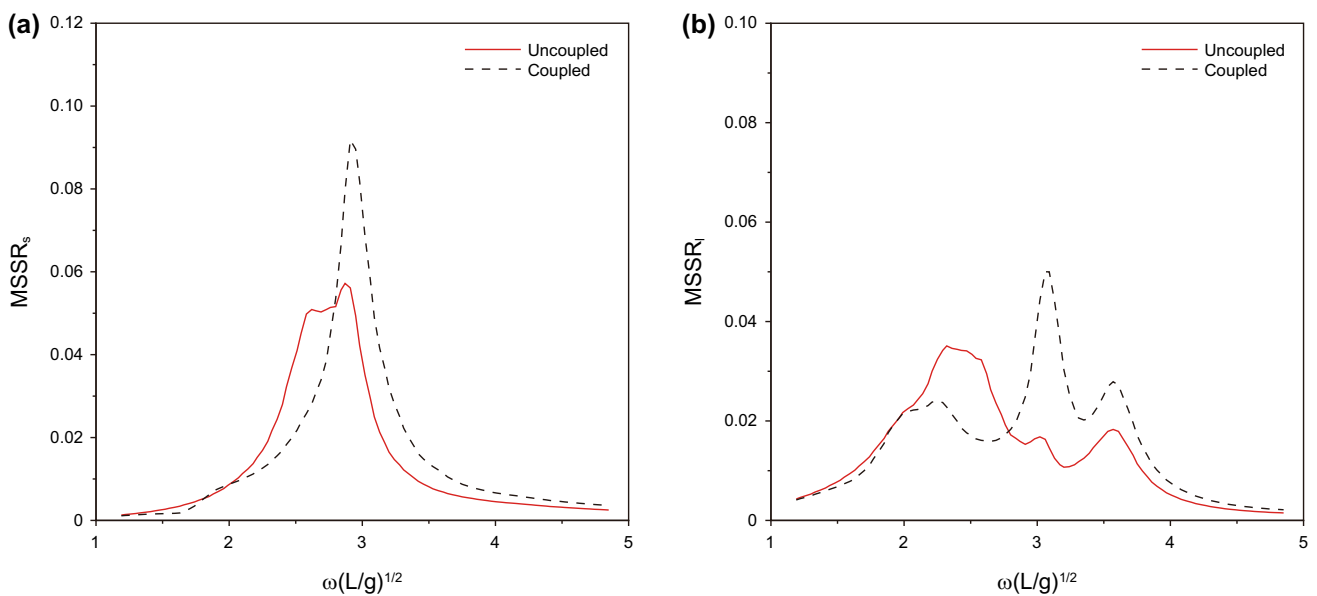 (a)
0.12
0.10
0.08
0.06
0.04
0.02
0
MSSRₛ
Uncoupled
Coupled
1 2 3 4 5
ω(L/g)¹/²
(b)
0.10
0.08
0.06
0.04
0.02
0
MSSRₗ
Uncoupled
Coupled
1 2 3 4 5
ω(L/g)¹/²